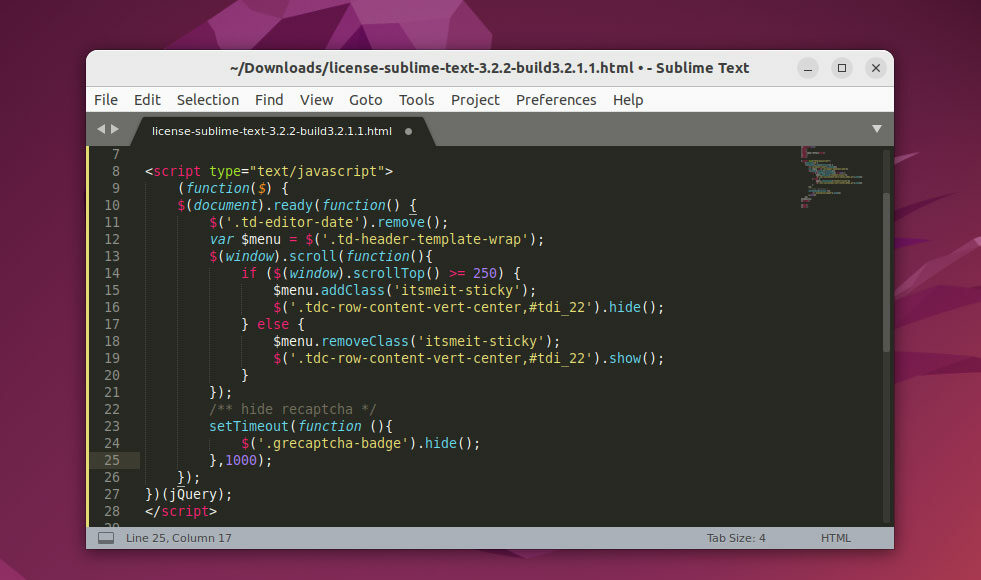 ~/Downloads/license-sublime-text-3.2.2-build3.2.1.1.html • - Sublime Text
File Edit Selection Find View Goto Tools Project Preferences Help
license-sublime-text-3.2.2-build3.2.1.1.html
7
8 <script type="text/javascript">
9     (function($) {
10     $(document).ready(function() {
11         $('.td-editor-date').remove();
12         var $menu = $('.td-header-template-wrap');
13         $(window).scroll(function(){
14             if ($(window).scrollTop() >= 250) {
15                 $menu.addClass('itsmeit-sticky');
16                 $('.tdc-row-content-vert-center,#tdi_22').hide();
17             } else {
18                 $menu.removeClass('itsmeit-sticky');
19                 $('.tdc-row-content-vert-center,#tdi_22').show();
20             }
21         });
22         /** hide recaptcha */
23         setTimeout(function (){
24             $('.grecaptcha-badge').hide();
25         },1000);
26     });
27 })(jQuery);
28 </script>
Line 25, Column 17 Tab Size: 4 HTML